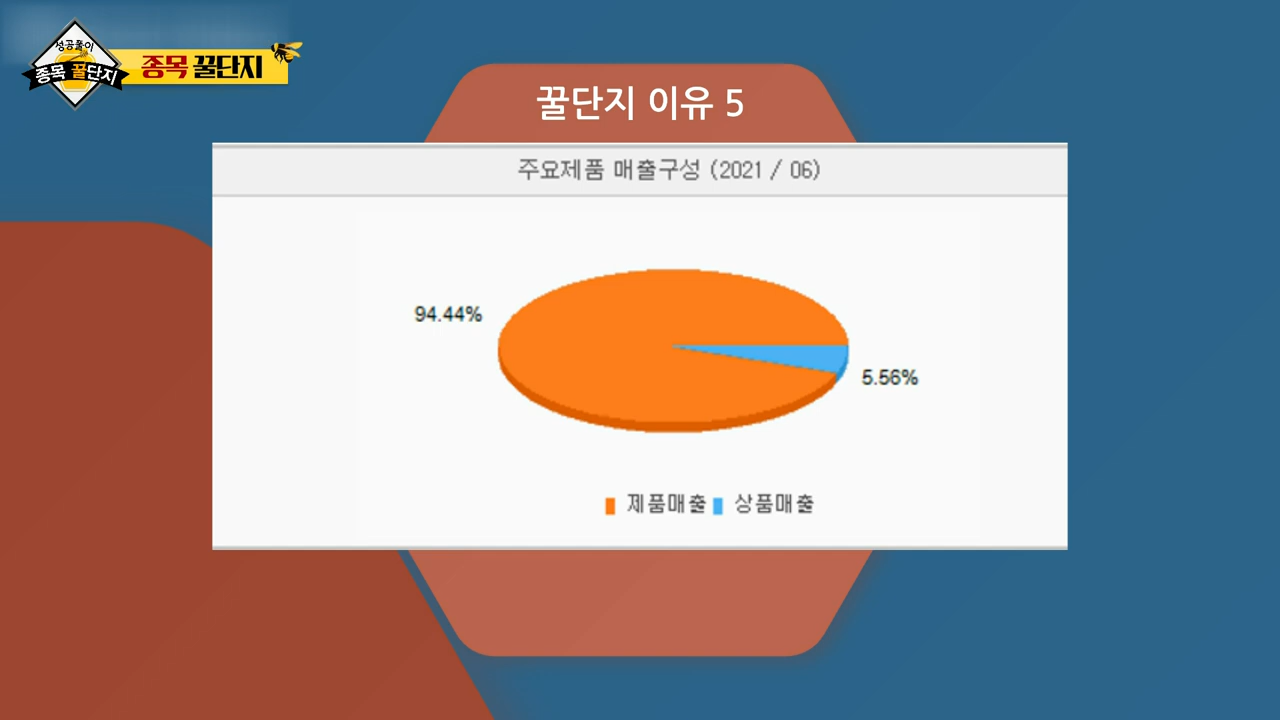 성공풀이
종목 꿀단지
종목 꿀단지
꿀단지 이유 5
주요제품 매출구성 (2021 / 06)
94.44%
5.56%
제품매출 상품매출